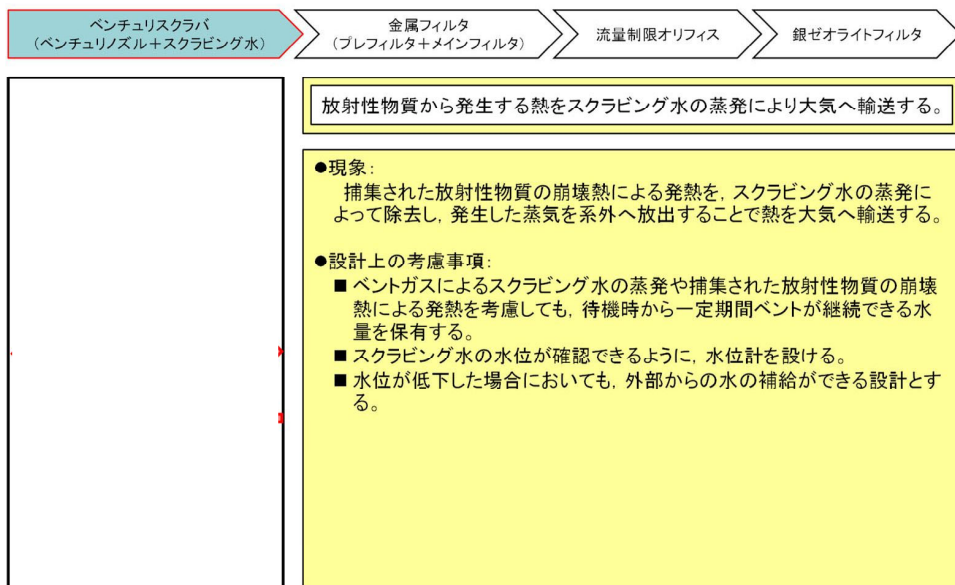 ベンチュリスクラバ
(ベンチュリノズル＋スクラビング水)
金属フィルタ
(プレフィルタ＋メインフィルタ)
流量制限オリフィス
銀ゼオライトフィルタ
放射性物質から発生する熱をスクラビング水の蒸発により大気へ輸送する。
●現象：
捕集された放射性物質の崩壊熱による発熱を，スクラビング水の蒸発に
よって除去し，発生した蒸気を系外へ放出することで熱を大気へ輸送する。
●設計上の考慮事項：
■ ベントガスによるスクラビング水の蒸発や捕集された放射性物質の崩壊
熱による発熱を考慮しても，待機時から一定期間ベントが継続できる水
量を保有する。
■ スクラビング水の水位が確認できるように，水位計を設ける。
■ 水位が低下した場合においても，外部からの水の補給ができる設計とす
る。